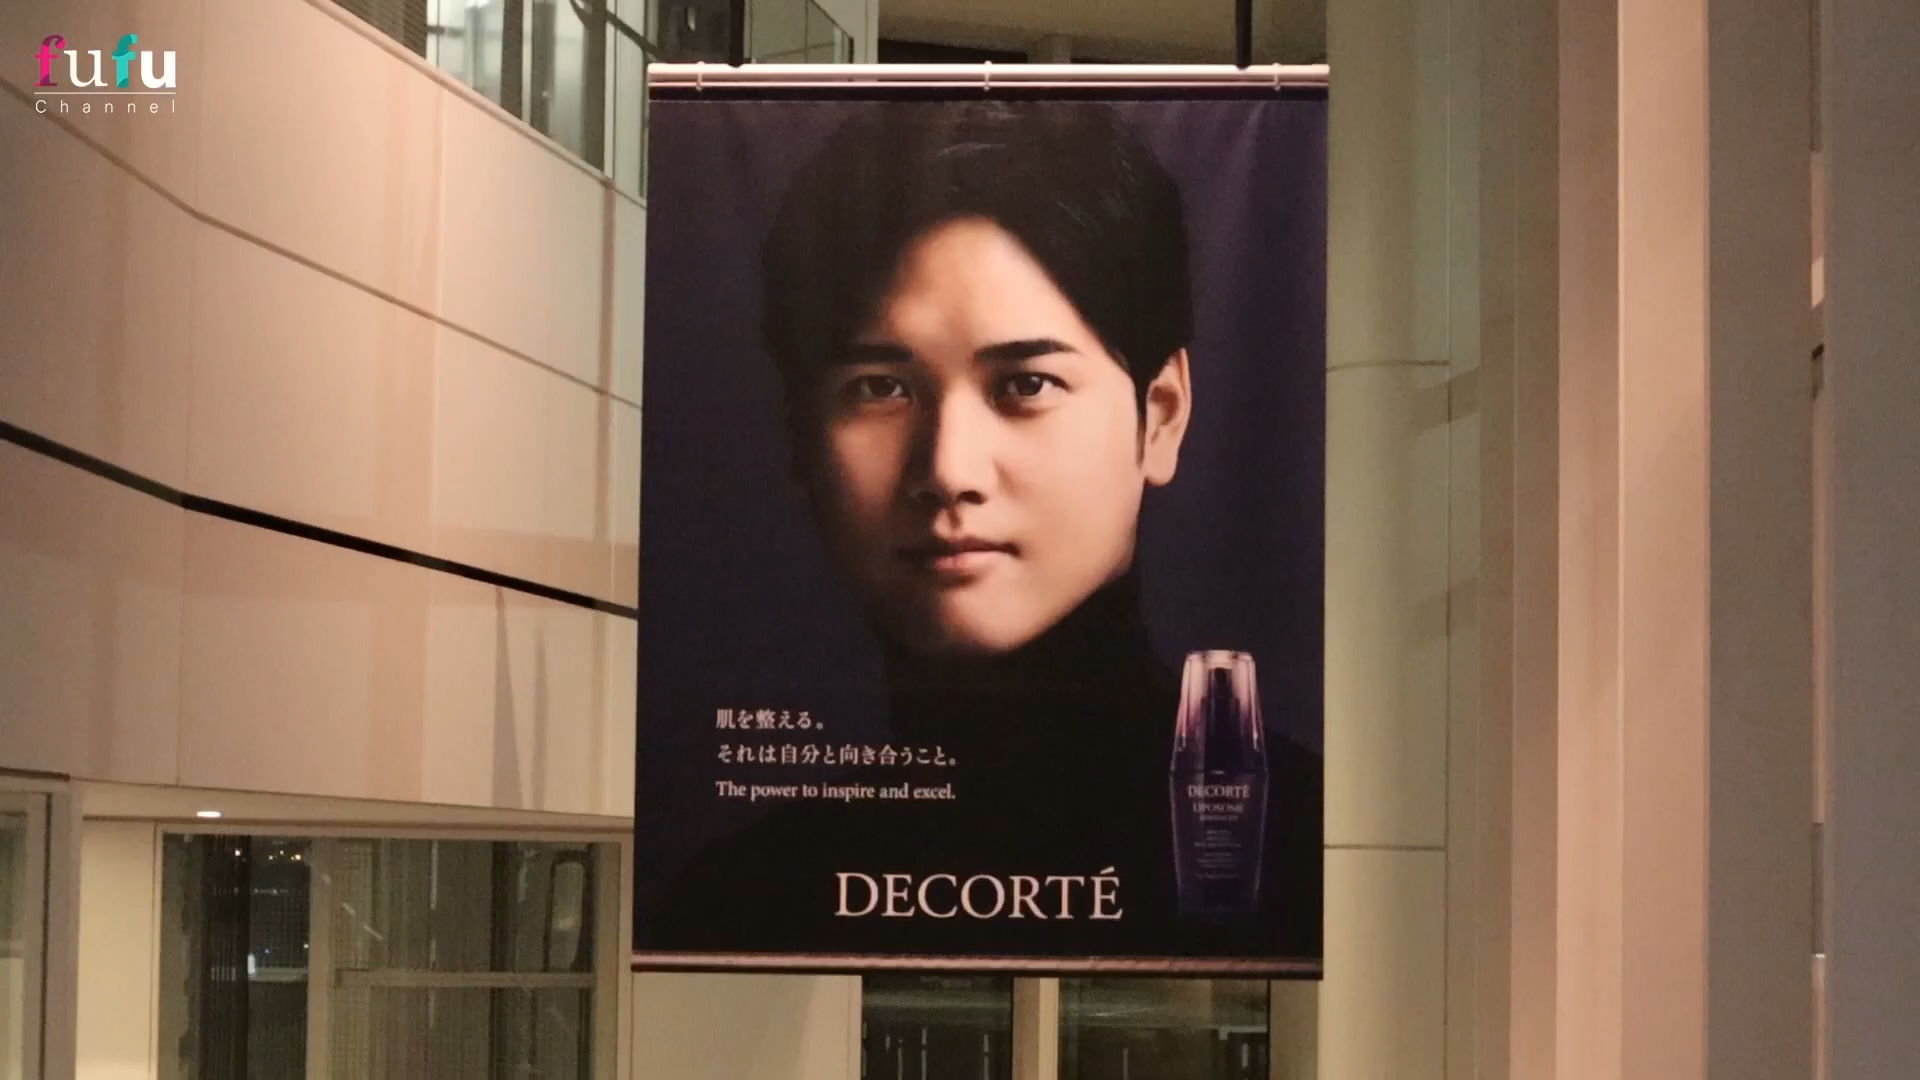 fufu
Channel
肌を整える。
それは自分と向き合うこと。
The power to inspire and excel.
DECORTÉ
LIPOSOME
DECORTÉ